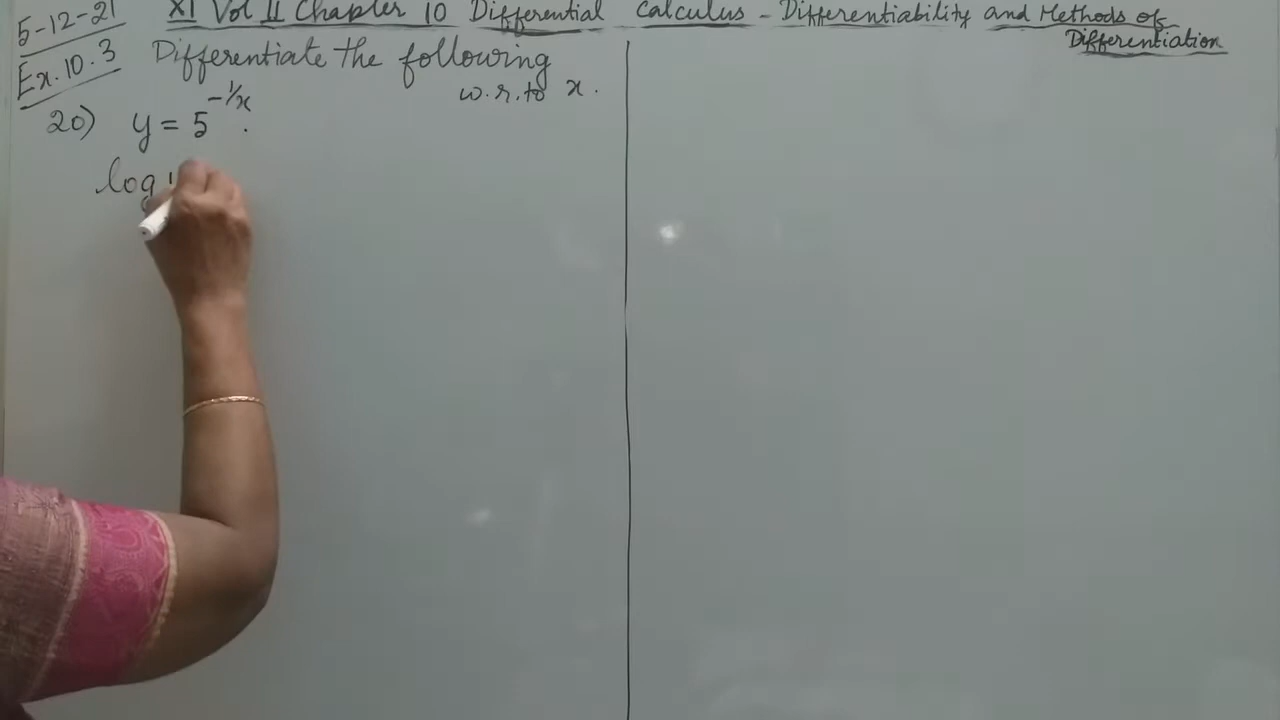 5-12-21
XI Vol II Chapter 10 Differential Calculus - Differentiability and Methods of
Differentiation
Ex.10.3
Differentiate the following
w.r.to x.
20) y = 5^{-1/x}.
log